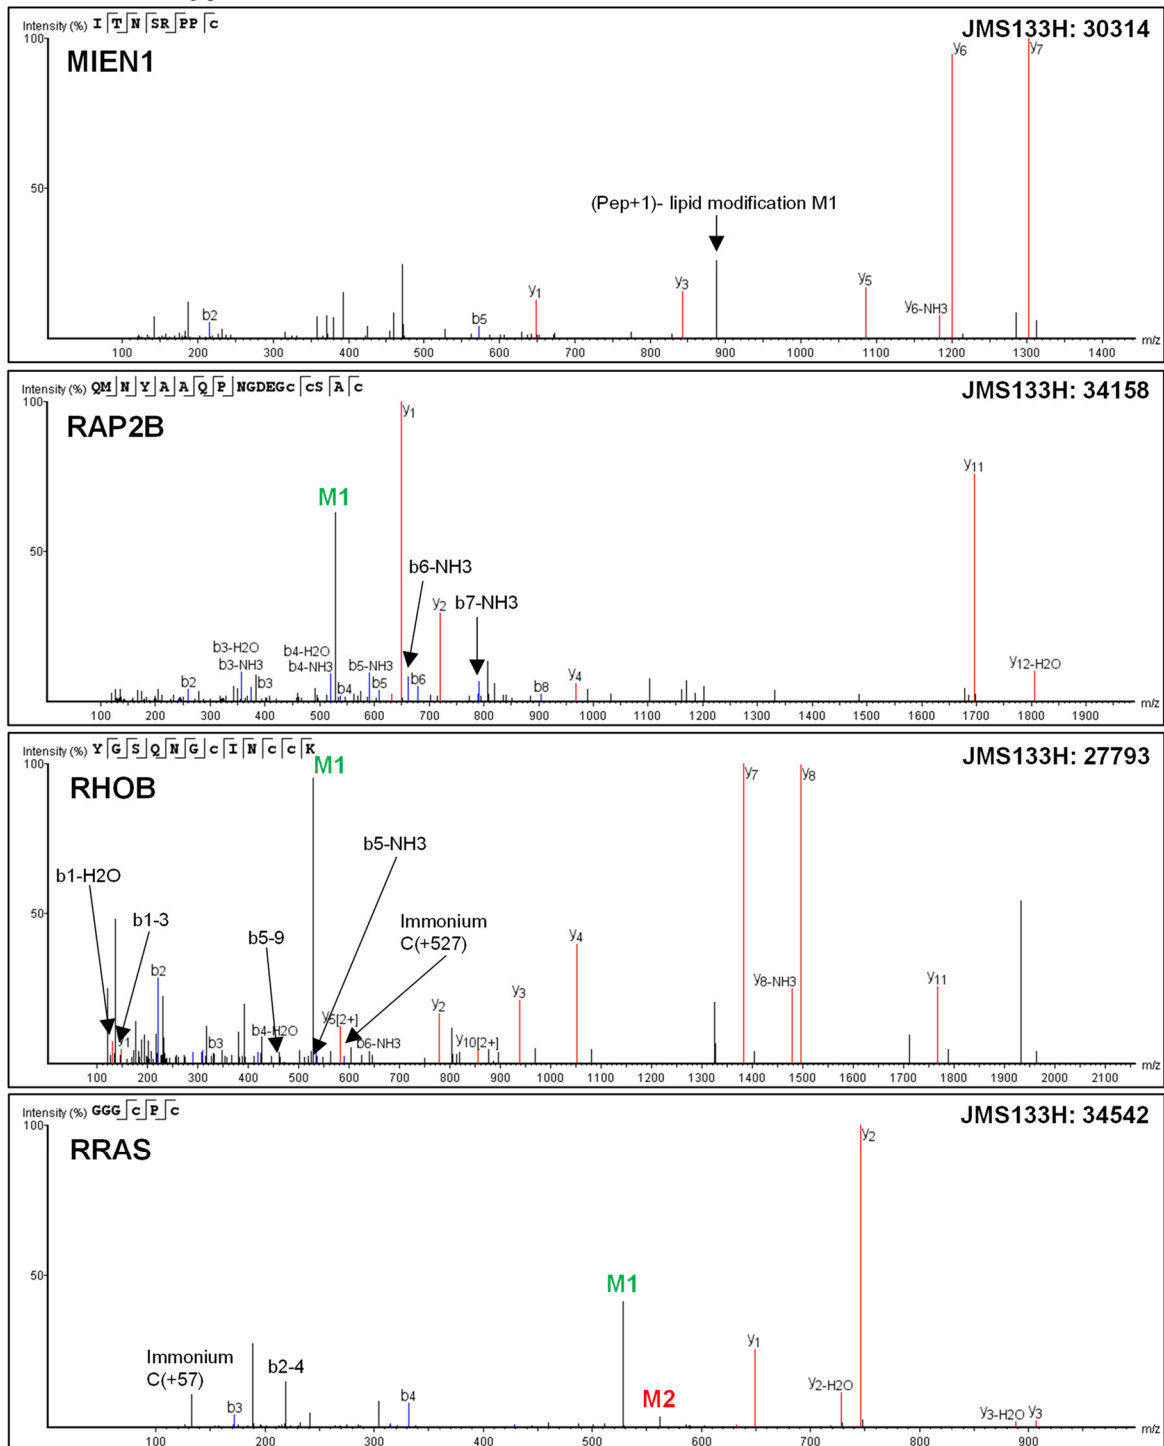 Intensity (%) I T N SR PP c JMS133H: 30314
MIEN1
100
50
(Pep+1)- lipid modification M1
b2 b5 y1 y3 y5 y6-NH3 y6 y7
100 200 300 400 500 600 700 800 900 1000 1100 1200 1300 1400 m/z
Intensity (%) QM N Y A A Q P NGDEGc cS A c JMS133H: 34158
RAP2B
100
50
M1
y1
y11
b6-NH3
y2 b7-NH3
b3-H2O b4-H2O
b3-NH3 b4-NH3 b5-NH3
b2 b3 b4 b5 b6 b8 y4 y12-H2O
100 200 300 400 500 600 700 800 900 1000 1100 1200 1300 1400 1500 1600 1700 1800 1900 m/z
Intensity (%) Y G S Q N G c I N c c K JMS133H: 27793
RHOB
100
50
M1
y7 y8
b5-NH3
b1-H2O
b1-3
b5-9
Immonium
C(+527)
b2 y4
y8-NH3 y11
y1 b3 b4-H2O y5[2+] b6-NH3 y2 y10[2+] y3
100 200 300 400 500 600 700 800 900 1000 1100 1200 1300 1400 1500 1600 1700 1800 1900 2000 2100 m/z
Intensity (%) GGG c P c JMS133H: 34542
RRAS
100
50
y2
M1
Immonium
C(+57)
b2-4
M2
b3 b4 y1 y2-H2O y3-H2O y3
100 200 300 400 500 600 700 800 900 m/z